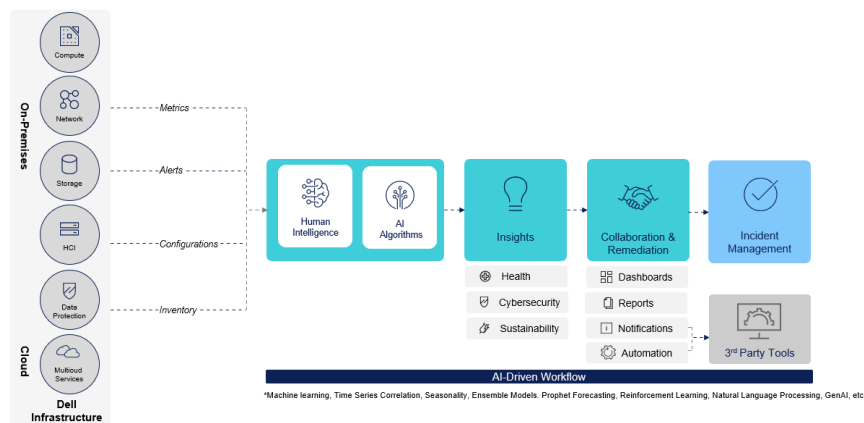 On-Premises
Compute
Network
Storage
HCI
Data
Protection
Cloud
Multicoud
Services
Dell
Infrastructure
Metrics
Alerts
Configurations
Inventory
Human
Intelligence
AI
Algorithms
Insights
Health
Cybersecurity
Sustainability
Collaboration &
Remediation
Dashboards
Reports
Notifications
Automation
Incident
Management
3rd Party Tools
AI-Driven Workflow
*Machine learning, Time Series Correlation, Seasonality, Ensemble Models. Prophet Forecasting, Reinforcement Learning, Natural Language Processing, GenAI, etc